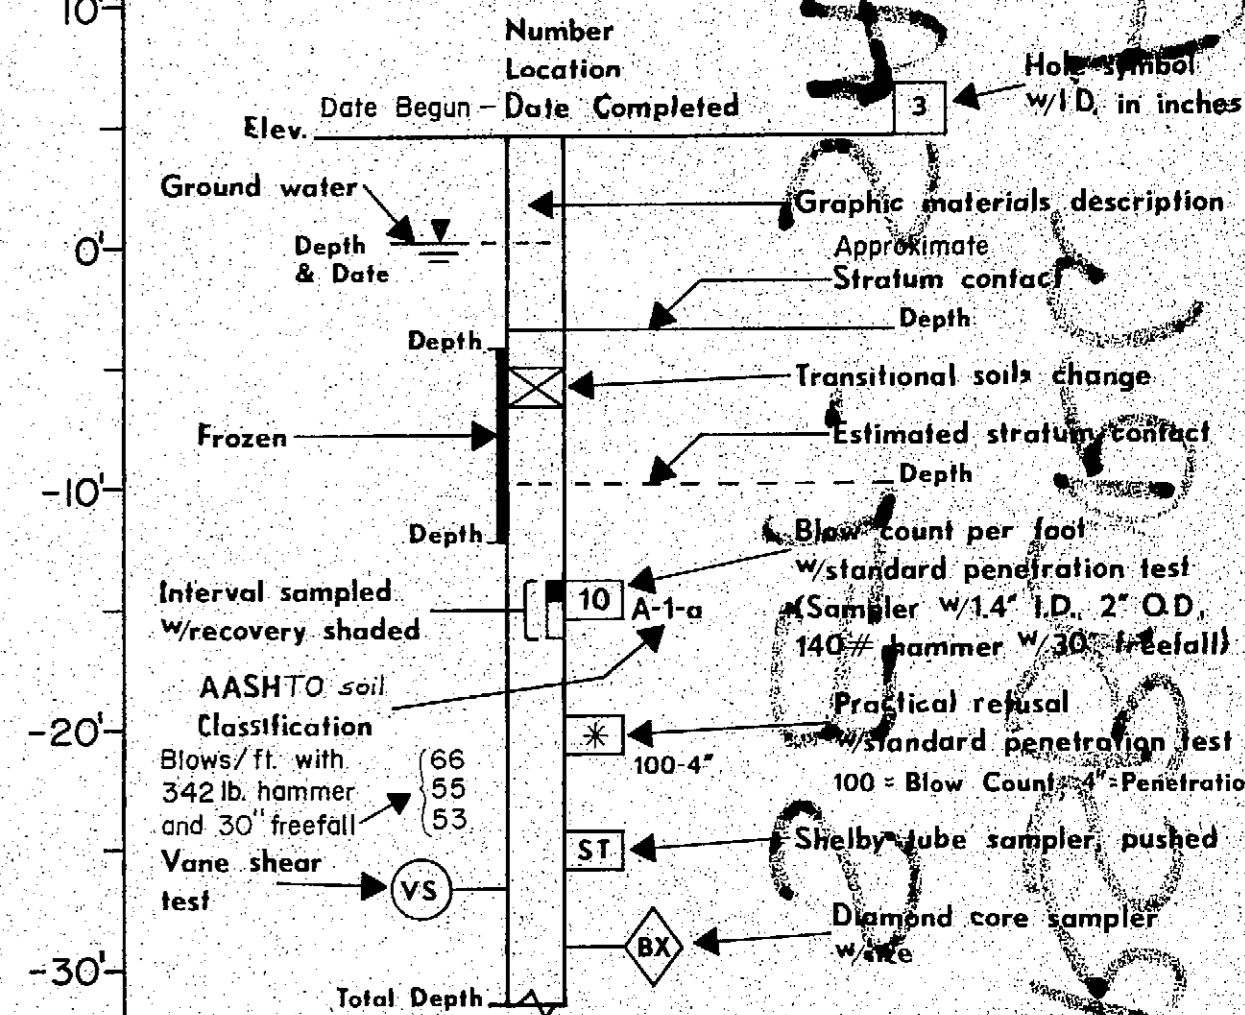 10'
Number
Location
Date Begun - Date Completed
Elev.
3
Hole symbol
w/I.D. in inches
Ground water
Graphic materials description
0'
Depth
& Date
Approximate
Stratum contact
Depth
Depth
Transitional soils change
Frozen
Estimated stratum contact
Depth
-10'
Depth
Blow count per foot
w/standard penetration test
(Sampler w/1.4" I.D., 2" O.D.,
140# hammer w/30" freefall)
Interval sampled
w/recovery shaded
10
A-1-a
AASHTO soil
Classification
-20'
Practical refusal
w/standard penetration test
100 = Blow Count, 4"=Penetratio
*
100-4"
Blows/ft. with
342 lb. hammer
and 30" freefall
66
55
53
ST
Shelby tube sampler, pushed
Vane shear
test
VS
Diamond core sampler
w/size
BX
-30'
Total Depth